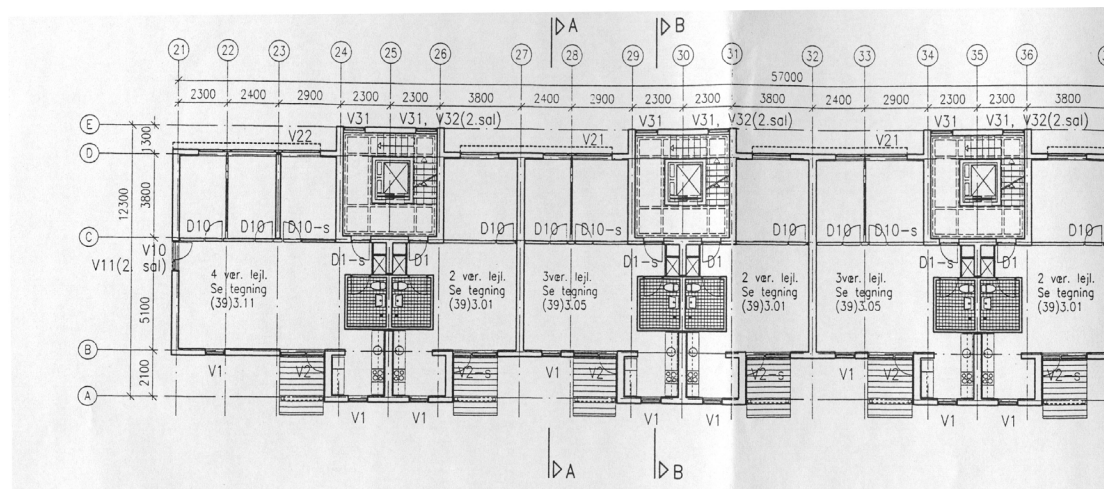 A B
21 22 23 24 25 26 27 28 29 30 31 32 33 34 35 36
57000
2300 2400 2900 2300 2300 3800 2400 2900 2300 2300 3800 2400 2900 2300 2300 3800
E V31 V31, V32(2.sal) V31 V31, V32(2.sal) V31 V31, V32(2.sal)
1300 V22 V21 V21
D
12300 3800
D10 D10 D10-s D10 D10-s D10 D10-s
C
V10
V11(2. sal)
D1-s D1 D1-s D1 D1-s D1
4 vær. lejl.
Se tegning
(39)3.11
2 vær. lejl.
Se tegning
(39)3.01
3vær. lejl.
Se tegning
(39)3.05
2 vær. lejl.
Se tegning
(39)3.01
3vær. lejl.
Se tegning
(39)3.05
2 vær. lejl.
Se tegning
(39)3.01
5100
B
2100
V1 V2 V2-s V1 V2 V2-s V1 V2 V2-s
A
V1 V1 V1 V1 V1 V1
A B